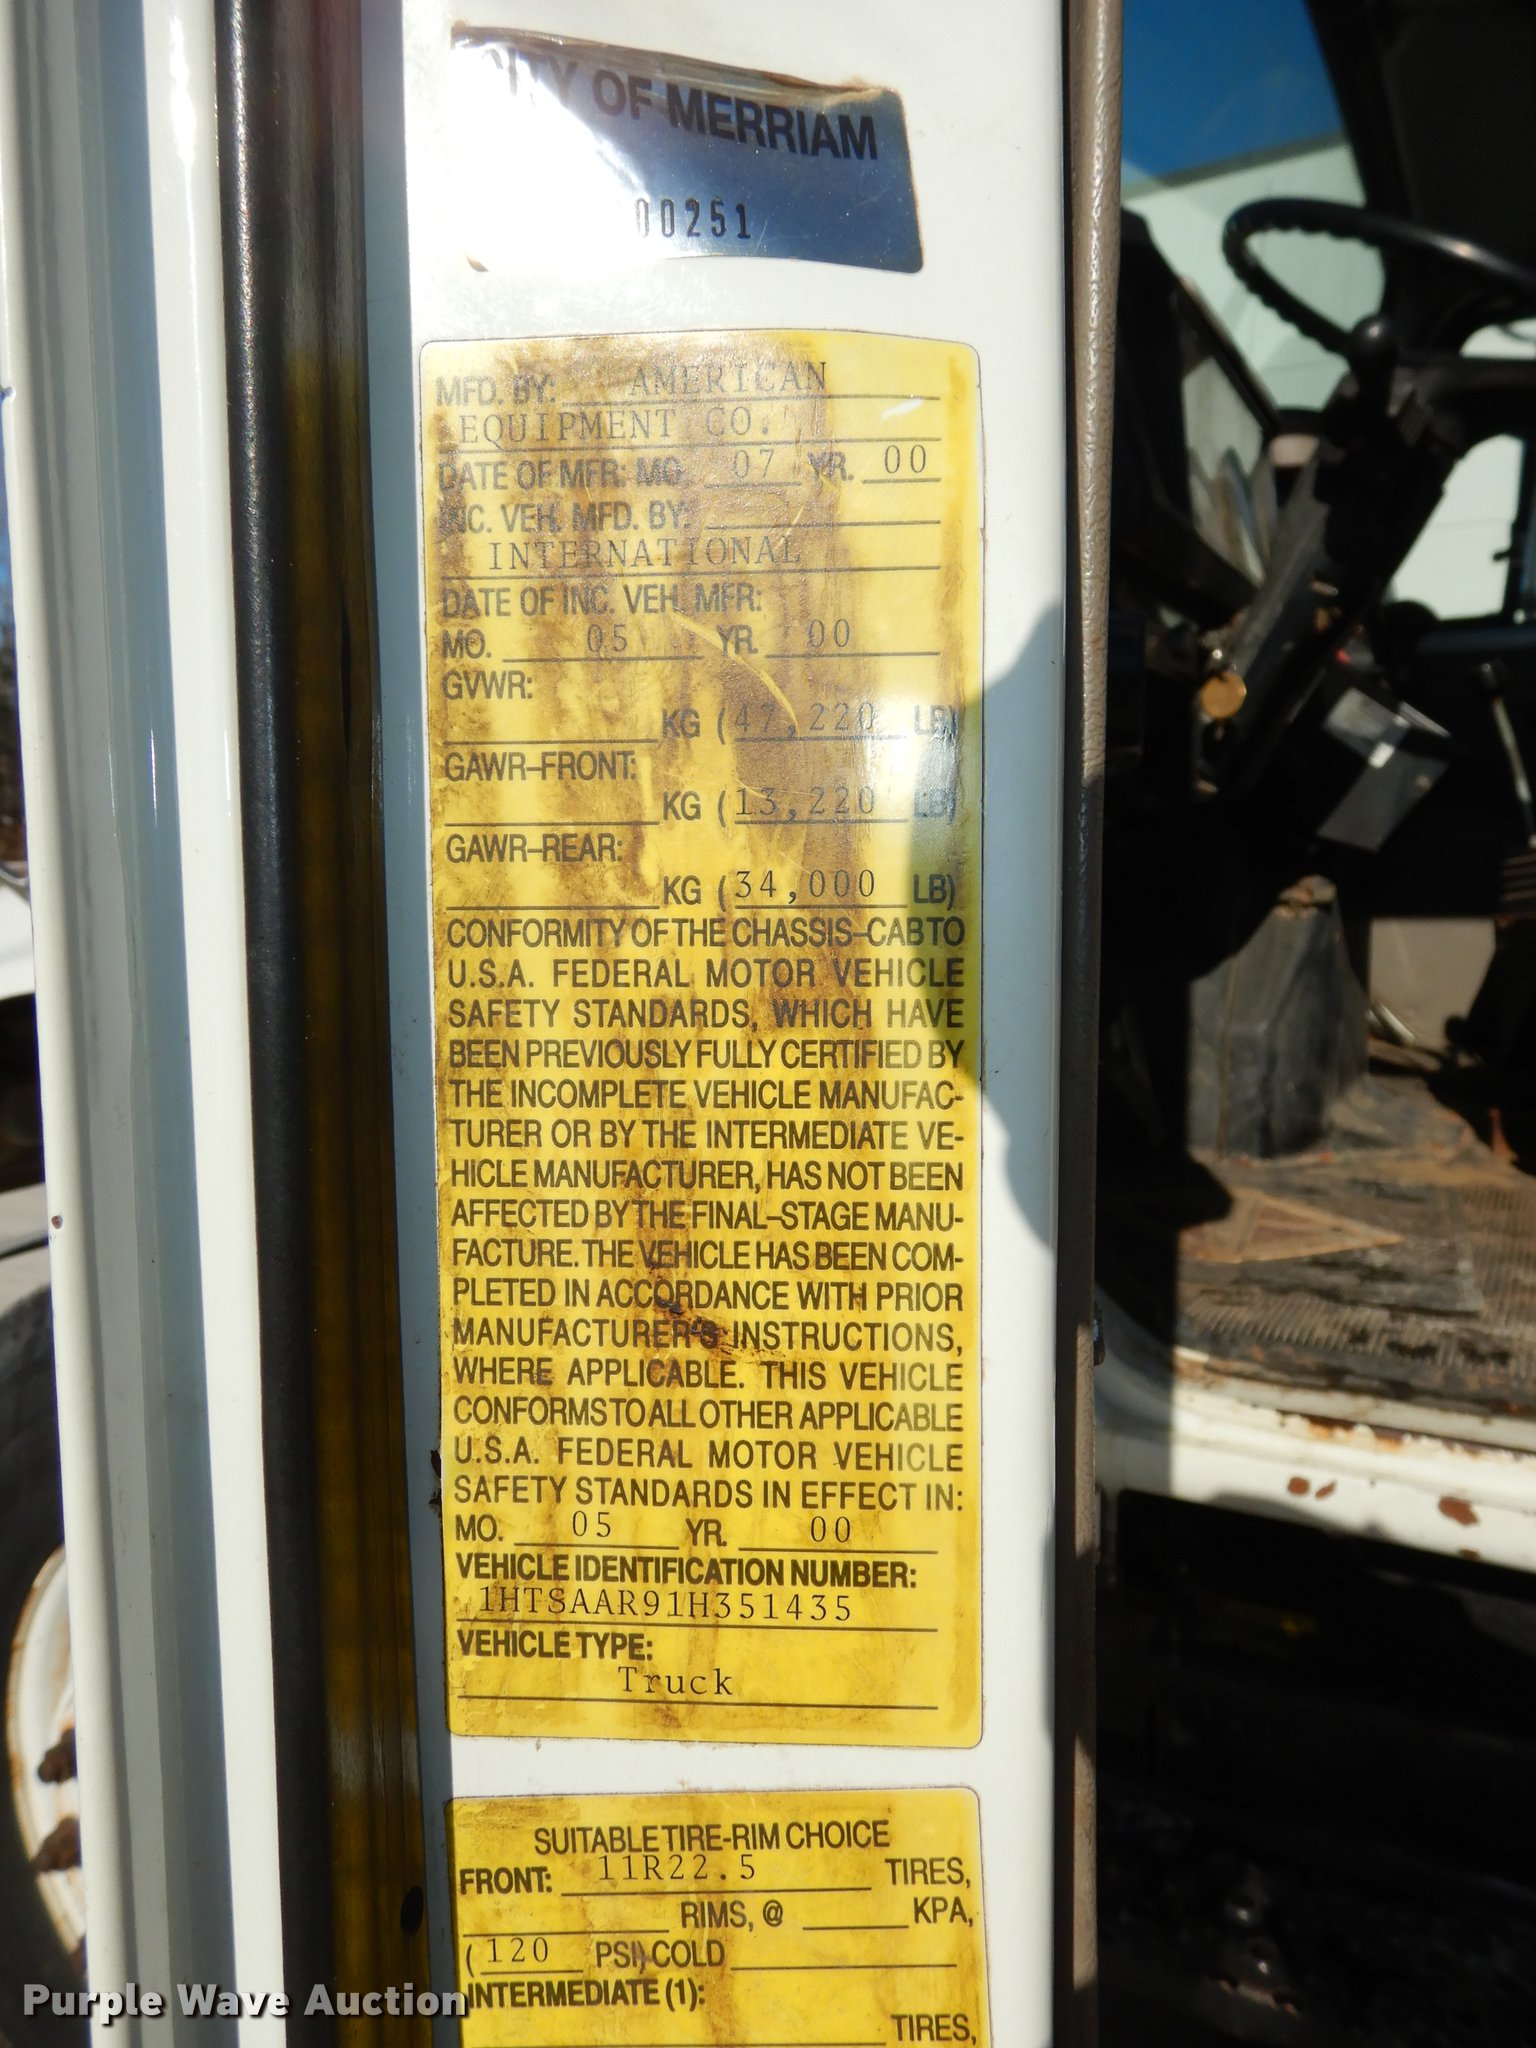 CITY OF MERRIAM
00251
MFD. BY: AMERICAN
EQUIPMENT CO.
DATE OF MFR: MO. 07 YR. 00
INC. VEH. MFD. BY:
INTERNATIONAL
DATE OF INC. VEH. MFR:
MO. 05 YR. 00
GVWR:
KG (47,220 LB)
GAWR-FRONT:
KG (13,220 LB)
GAWR-REAR:
KG (34,000 LB)
CONFORMITY OF THE CHASSIS-CAB TO
U.S.A. FEDERAL MOTOR VEHICLE
SAFETY STANDARDS, WHICH HAVE
BEEN PREVIOUSLY FULLY CERTIFIED BY
THE INCOMPLETE VEHICLE MANUFAC-
TURER OR BY THE INTERMEDIATE VE-
HICLE MANUFACTURER, HAS NOT BEEN
AFFECTED BY THE FINAL-STAGE MANU-
FACTURE. THE VEHICLE HAS BEEN COM-
PLETED IN ACCORDANCE WITH PRIOR
MANUFACTURER'S INSTRUCTIONS,
WHERE APPLICABLE. THIS VEHICLE
CONFORMS TO ALL OTHER APPLICABLE
U.S.A. FEDERAL MOTOR VEHICLE
SAFETY STANDARDS IN EFFECT IN:
MO. 05 YR. 00
VEHICLE IDENTIFICATION NUMBER:
1HTSAAR91H351435
VEHICLE TYPE:
Truck
SUITABLE TIRE-RIM CHOICE
FRONT: 11R22.5 TIRES,
RIMS, @ KPA,
(120 PSI) COLD
INTERMEDIATE (1):
TIRES,
Purple Wave Auction